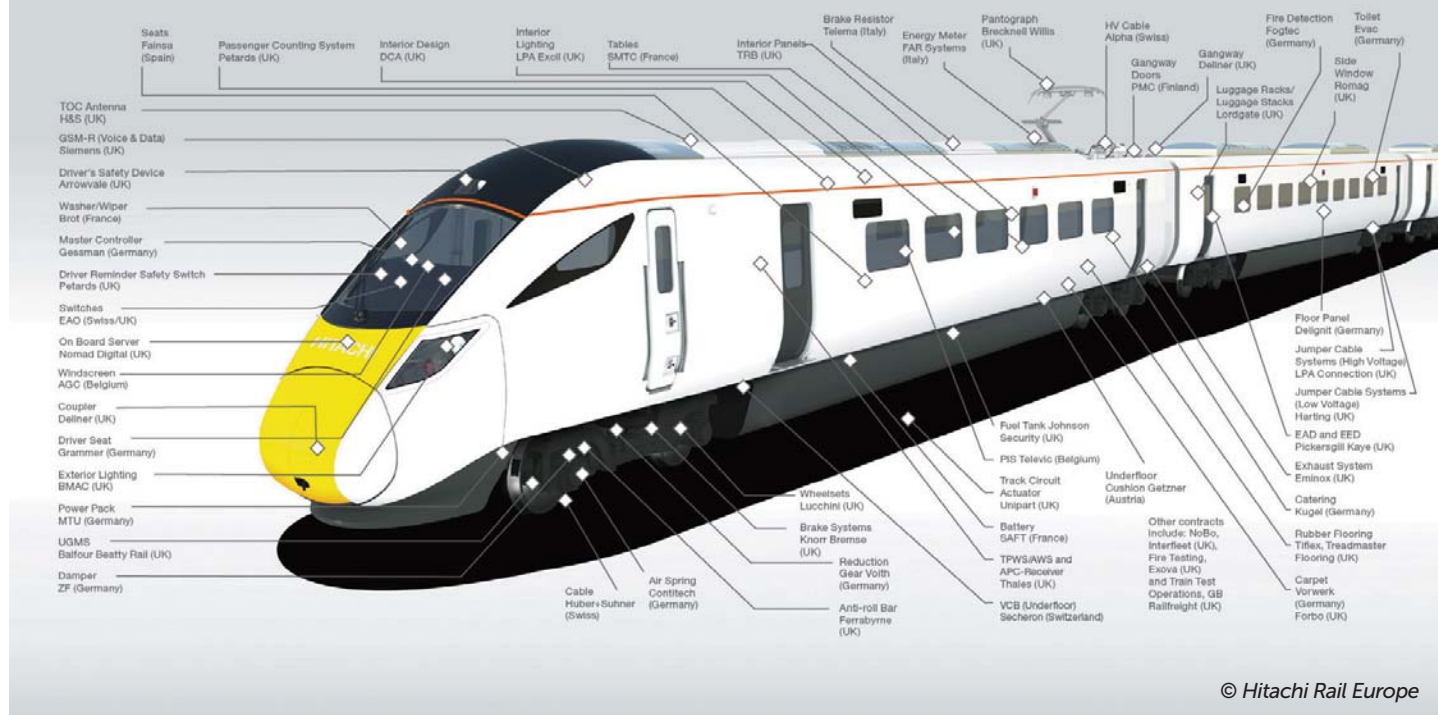 Seats
Fainsa
(Spain)
Passenger Counting System
Petards (UK)
Interior Design
DCA (UK)
Interior
Lighting
LPA Excil (UK)
Tables
SMTC (France)
Brake Resistor
Telema (Italy)
Interior Panels
TRB (UK)
Energy Meter
FAR Systems
(Italy)
Pantograph
Brecknell Willis
(UK)
HV Cable
Alpha (Swiss)
Gangway
Doors
PMC (Finland)
Gangway
Dellner (UK)
Fire Detection
Fogtec
(Germany)
Luggage Racks/
Luggage Stacks
Lordgate (UK)
Toilet
Evac
(Germany)
Side
Window
Romag
(UK)
TOC Antenna
H&S (UK)
GSM-R (Voice & Data)
Siemens (UK)
Driver's Safety Device
Arrowvale (UK)
Washer/Wiper
Brot (France)
Master Controller
Gessman (Germany)
Driver Reminder Safety Switch
Petards (UK)
Switches
EAO (Swiss/UK)
On Board Server
Nomad Digital (UK)
Windscreen
AGC (Belgium)
Coupler
Dellner (UK)
Driver Seat
Grammer (Germany)
Exterior Lighting
BMAC (UK)
Power Pack
MTU (Germany)
UGMS
Balfour Beatty Rail (UK)
Damper
ZF (Germany)
HITACHI
Cable
Huber+Suhner
(Swiss)
Air Spring
Contitech
(Germany)
Wheelsets
Lucchini (UK)
Brake Systems
Knorr Bremse
(UK)
Reduction
Gear Voith
(Germany)
Anti-roll Bar
Ferrabyrne
(UK)
Fuel Tank Johnson
Security (UK)
PIS Televic (Belgium)
Track Circuit
Actuator
Unipart (UK)
Battery
SAFT (France)
TPWS/AWS and
APC-Receiver
Thales (UK)
VCB (Underfloor)
Secheron (Switzerland)
Underfloor
Cushion Getzner
(Austria)
Other contracts
include: NoBo,
Interfleet (UK),
Fire Testing,
Exova (UK)
and Train Test
Operations, GB
Railfreight (UK)
Floor Panel
Delignit (Germany)
Jumper Cable
Systems (High Voltage)
LPA Connection (UK)
Jumper Cable Systems
(Low Voltage)
Harting (UK)
EAD and EED
Pickersgill Kaye (UK)
Exhaust System
Eminox (UK)
Catering
Kugel (Germany)
Rubber Flooring
Tiflex, Treadmaster
Flooring (UK)
Carpet
Vorwerk
(Germany)
Forbo (UK)
© Hitachi Rail Europe